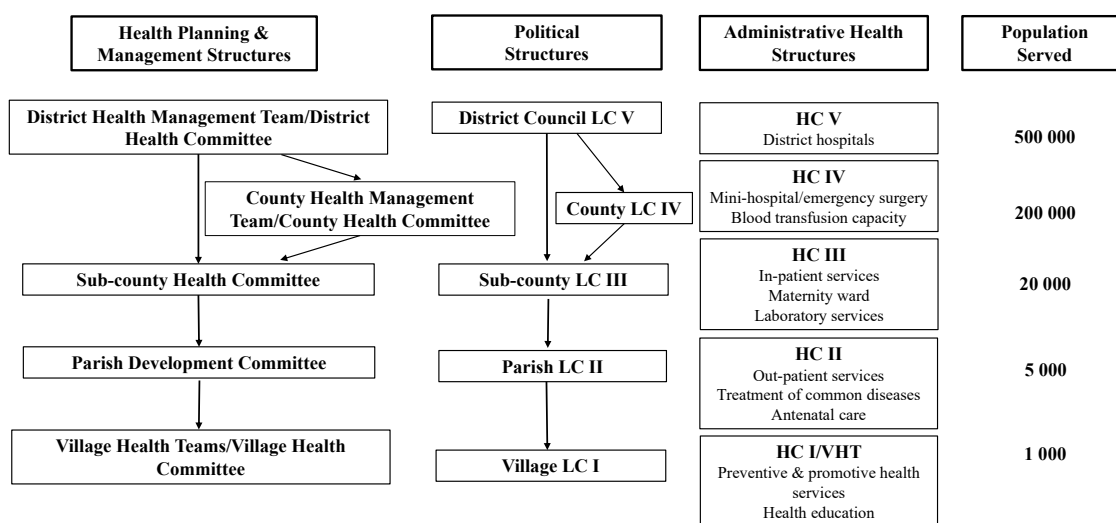 Health Planning &
Management Structures
Political
Structures
Administrative Health
Structures
Population
Served
District Health Management Team/District
Health Committee
District Council LC V
HC V
District hospitals
500 000
County Health Management
Team/County Health Committee
County LC IV
HC IV
Mini-hospital/emergency surgery
Blood transfusion capacity
200 000
Sub-county Health Committee
Sub-county LC III
HC III
In-patient services
Maternity ward
Laboratory services
20 000
Parish Development Committee
Parish LC II
HC II
Out-patient services
Treatment of common diseases
Antenatal care
5 000
Village Health Teams/Village Health
Committee
Village LC I
HC I/VHT
Preventive & promotive health
services
Health education
1 000